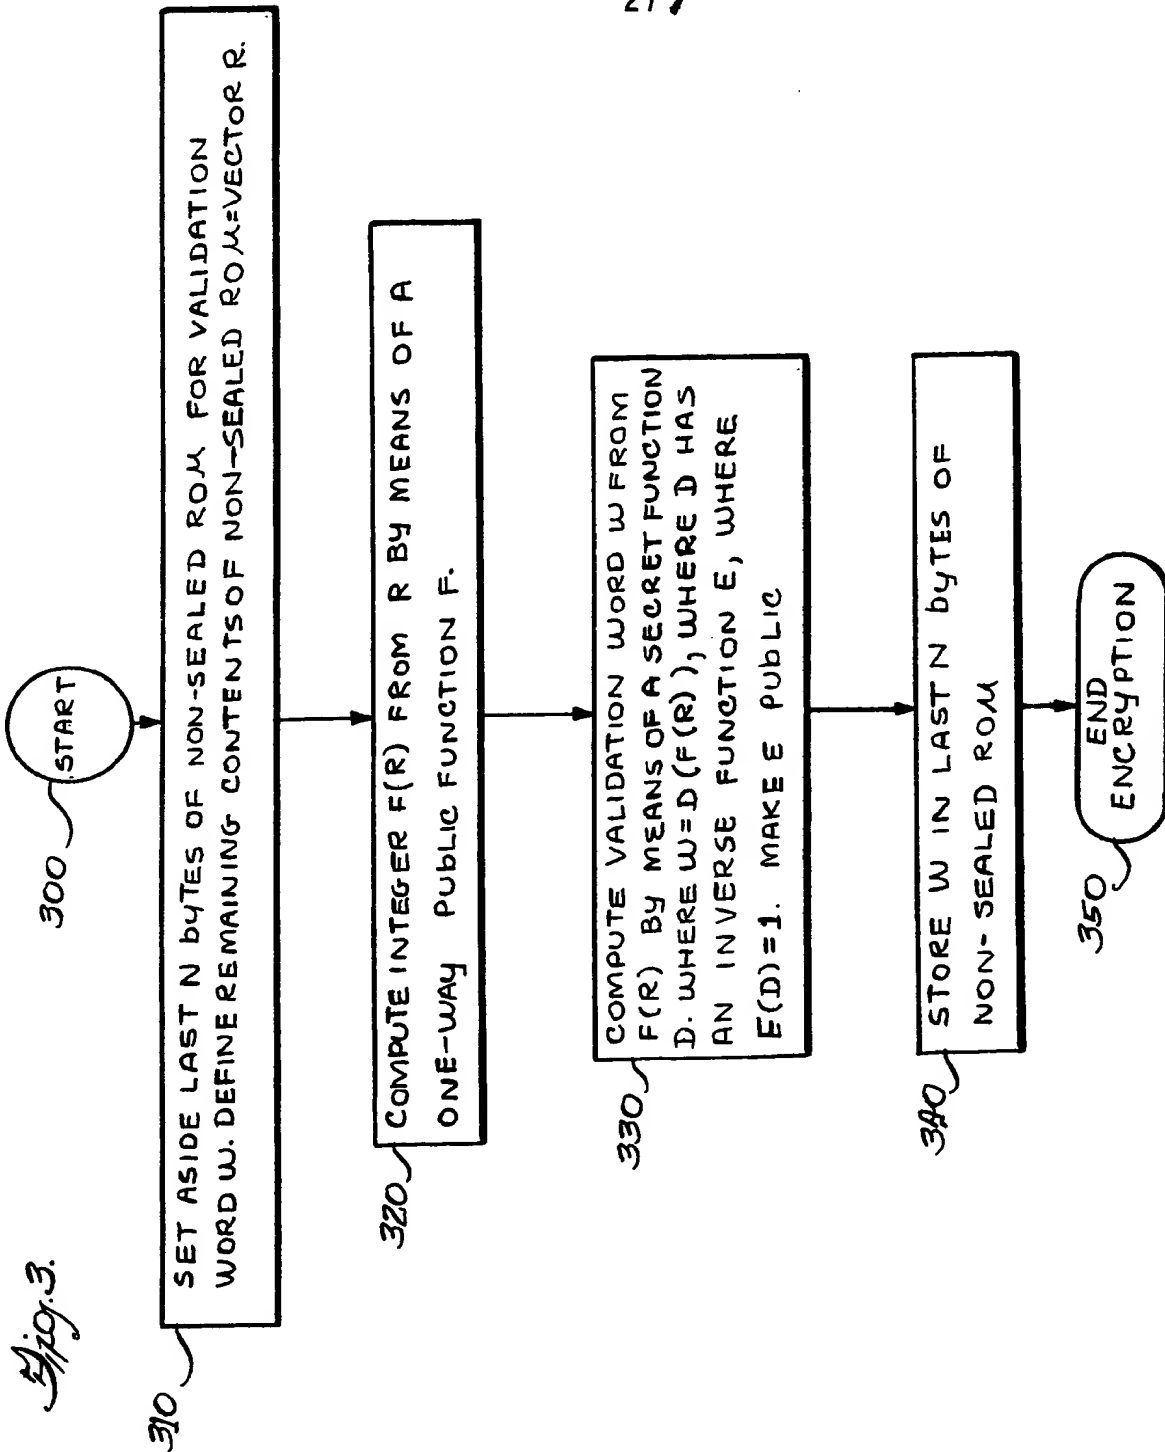 27
Fig. 3.
300
START
310
SET ASIDE LAST N bytES OF NON-SEALED ROM FOR VALIDATION
WORD W. DEFINE REMAINING CONTENTS OF NON-SEALED ROM=VECTOR R.
320
COMPUTE INTEGER F(R) FROM R By MEANS OF A
ONE-WAY PUBLIC FUNCTION F.
330
COMPUTE VALIDATION WORD W FROM
F(R) By MEANS OF A SECRET FUNCTION
D. WHERE W=D(F(R)), WHERE D HAS
AN INVERSE FUNCTION E, WHERE
E(D)=1. MAKE E PUbLIC
340
STORE W IN LAST N bytES OF
NON-SEALED ROM
350
END
ENCRYPTION